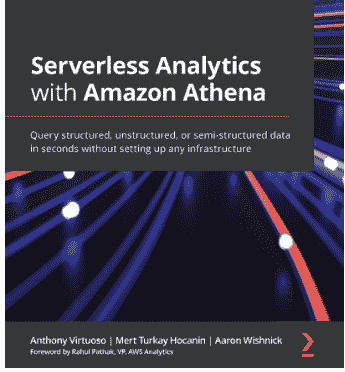 Serverless Analytics
with Amazon Athena
Query structured, unstructured, or semi-structured data
in seconds without setting up any infrastructure
Anthony Virtuoso | Mert Turkay Hocanin | Aaron Wishnick
Foreword by Rahul Pathak, VP, AWS Analytics